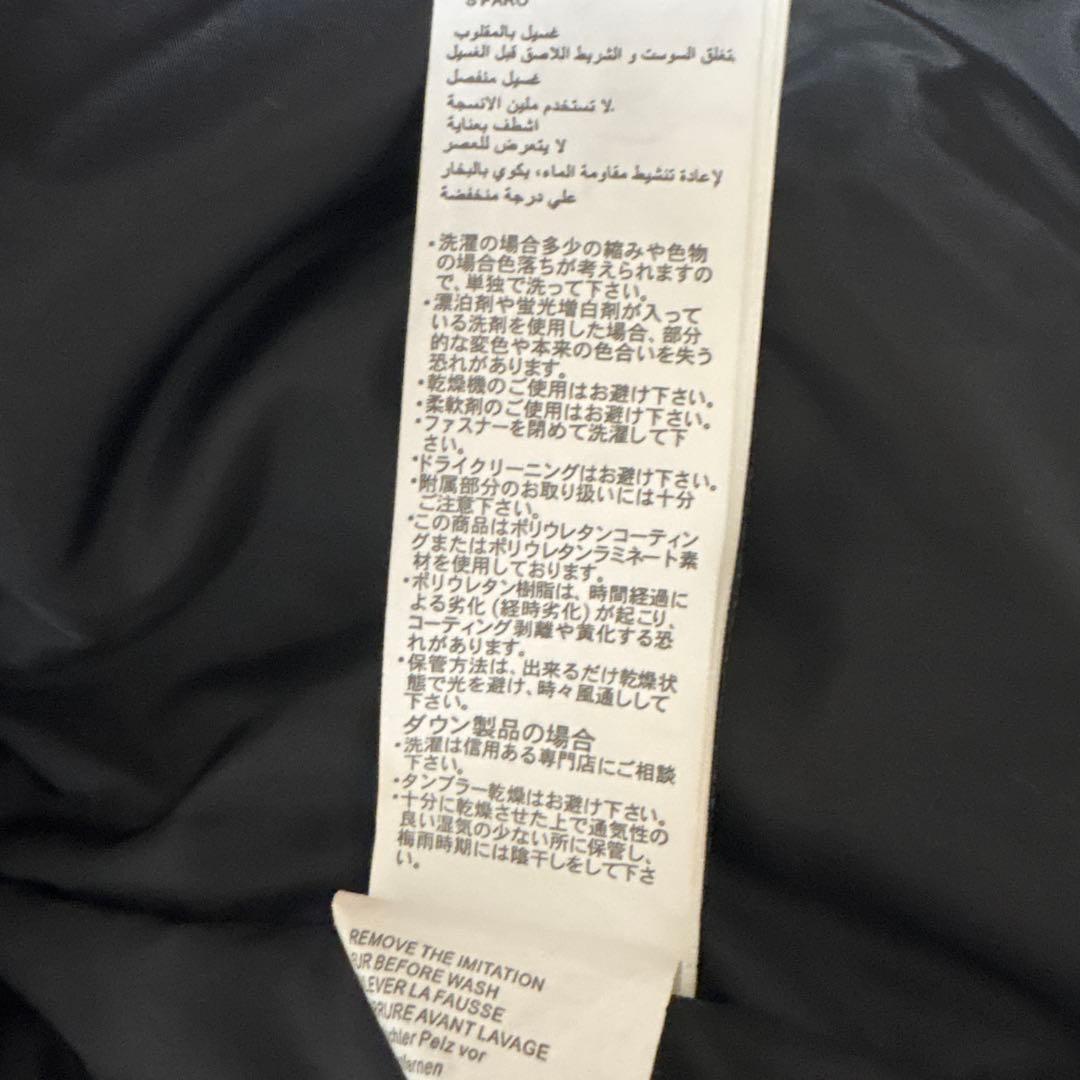 غسيل بالمقلوب
تغلق السوست و الشريط اللاصق قبل الغسيل.
غسيل منفصل
لا تستخدم ملين الانسجة.
اشطف بعناية
لا يتعرض للعصر
لإعادة تنشيط مقاومة الماء، يكوي بالبخار
علي درجة منخفضة
・洗濯の場合多少の縮みや色物
の場合色落ちが考えられますの
で、単独で洗って下さい。
・漂泊剤や蛍光増白剤が入って
いる洗剤を使用した場合、部分
的な変色や本来の色合いを失う
恐れがあります。
・乾燥機のご使用はお避け下さい。
・柔軟剤のご使用はお避け下さい。
・ファスナーを閉めて洗濯して下
さい。
・ドライクリーニングはお避け下さい。
・附属部分のお取り扱いには十分
ご注意下さい。
・この商品はポリウレタンコーティン
グまたはポリウレタンラミネート素
材を使用しております。
・ポリウレタン樹脂は、時間経過に
よる劣化(経時劣化)が起こり、
コーティング剥離や黄化する恐
れがあります。
・保管方法は、出来るだけ乾燥状
態で光を避け、時々風通しして
下さい。
ダウン製品の場合
・洗濯は信用ある専門店にご相談
下さい。
・タンブラー乾燥はお避け下さい。
・十分に乾燥させた上で通気性の
良い湿気の少ない所に保管し、
梅雨時期には陰干しをして下さ
い。
REMOVE THE IMITATION
BEFORE WASH
LA FAUSSE
AVANT LAVAGE
Pelz vor